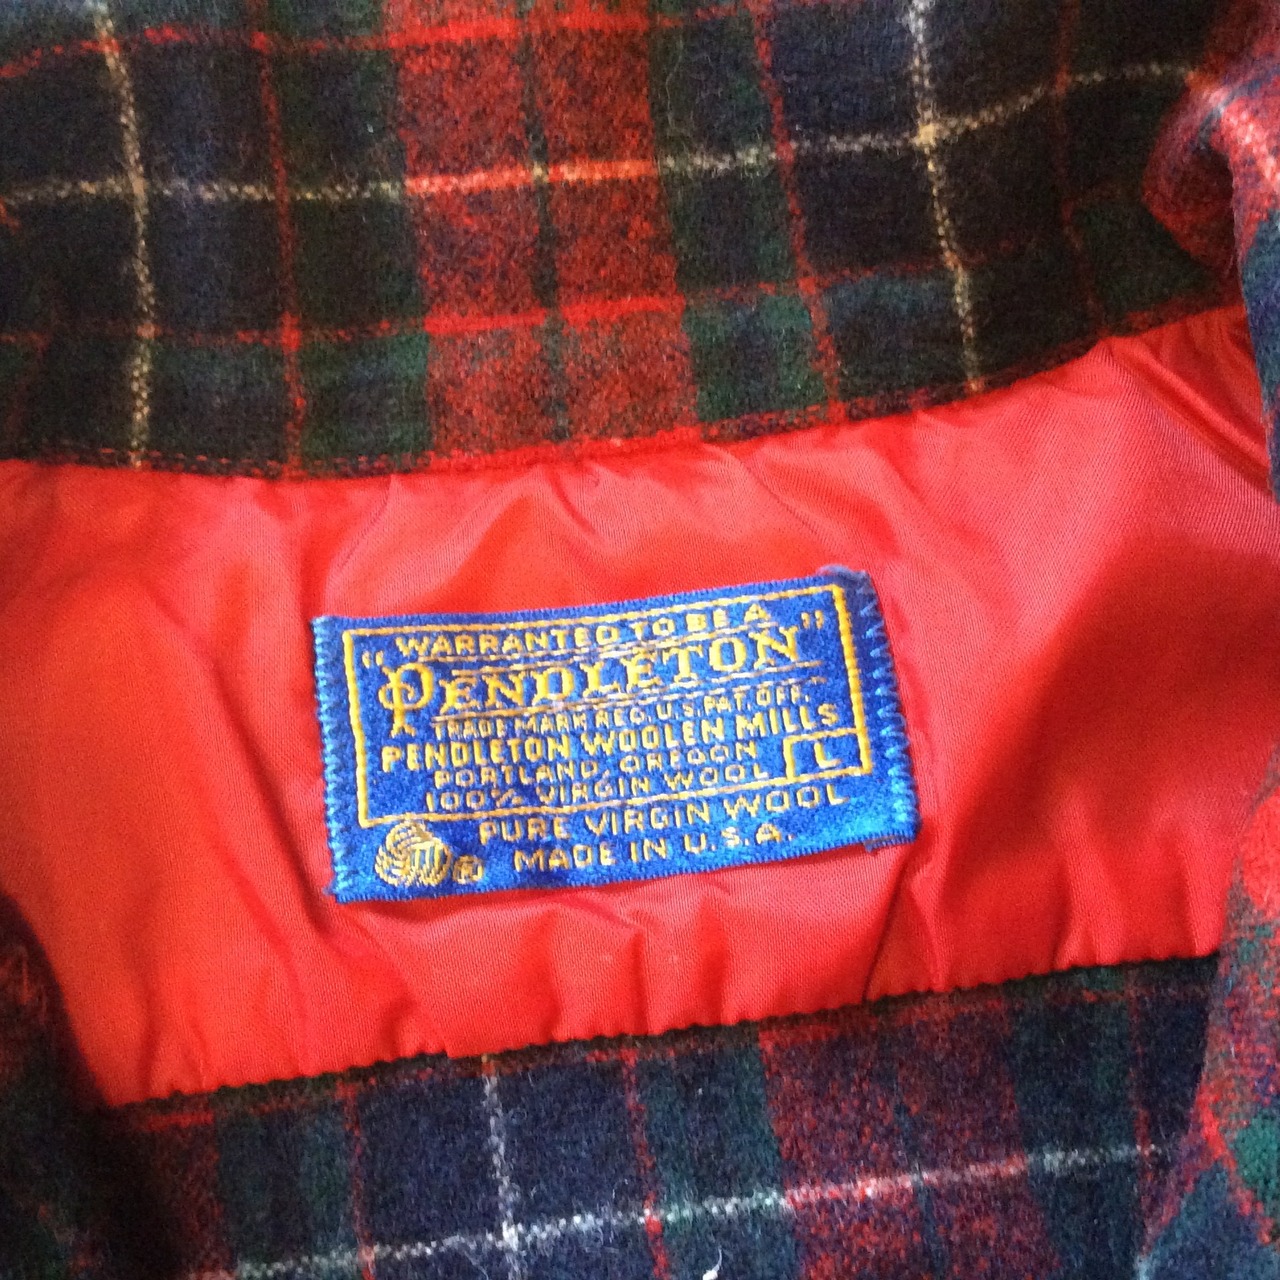 "WARRANTED TO BE A
PENDLETON"
TRADE MARK REG. U.S. PAT. OFF.
PENDLETON WOOLEN MILLS
PORTLAND, OREGON
100% VIRGIN WOOL
L
PURE VIRGIN WOOL
® MADE IN U.S.A.